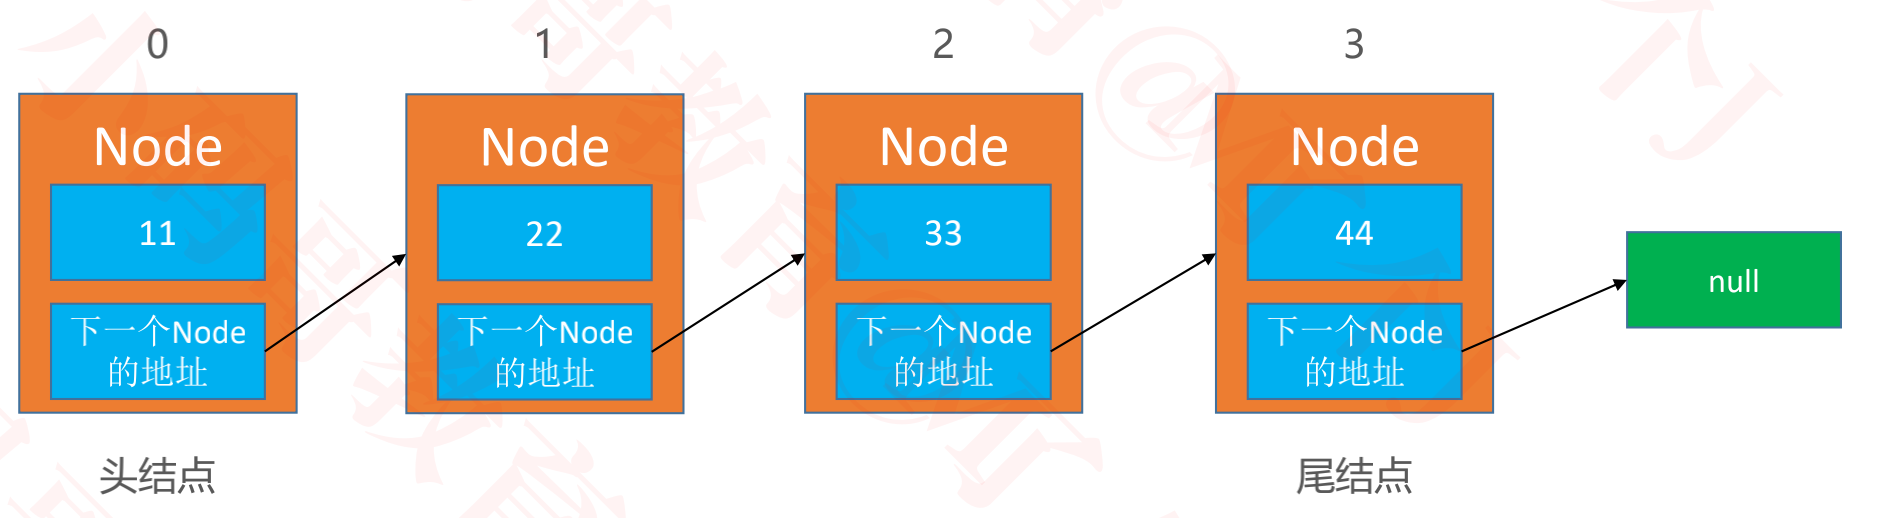 0
1
2
3
Node
11
下一个Node
的地址
Node
22
下一个Node
的地址
Node
33
下一个Node
的地址
Node
44
下一个Node
的地址
null
头结点
尾结点